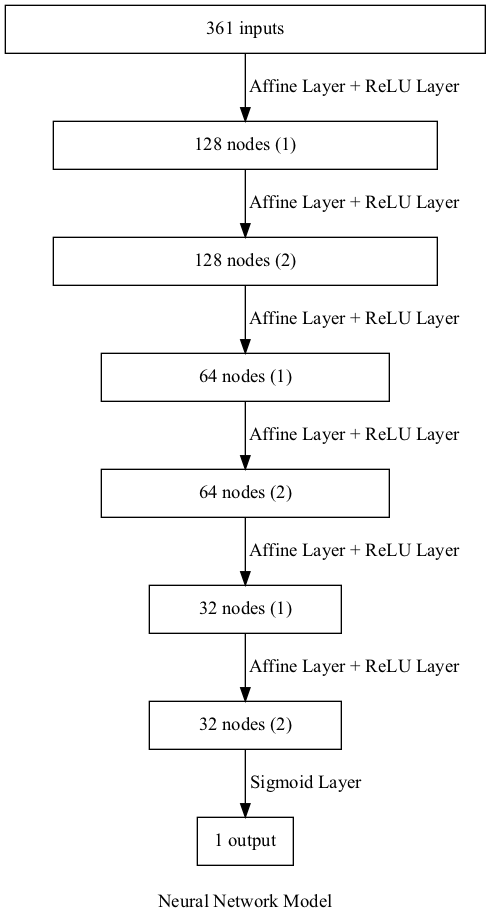 361 inputs
Affine Layer + ReLU Layer
128 nodes (1)
Affine Layer + ReLU Layer
128 nodes (2)
Affine Layer + ReLU Layer
64 nodes (1)
Affine Layer + ReLU Layer
64 nodes (2)
Affine Layer + ReLU Layer
32 nodes (1)
Affine Layer + ReLU Layer
32 nodes (2)
Sigmoid Layer
1 output
Neural Network Model